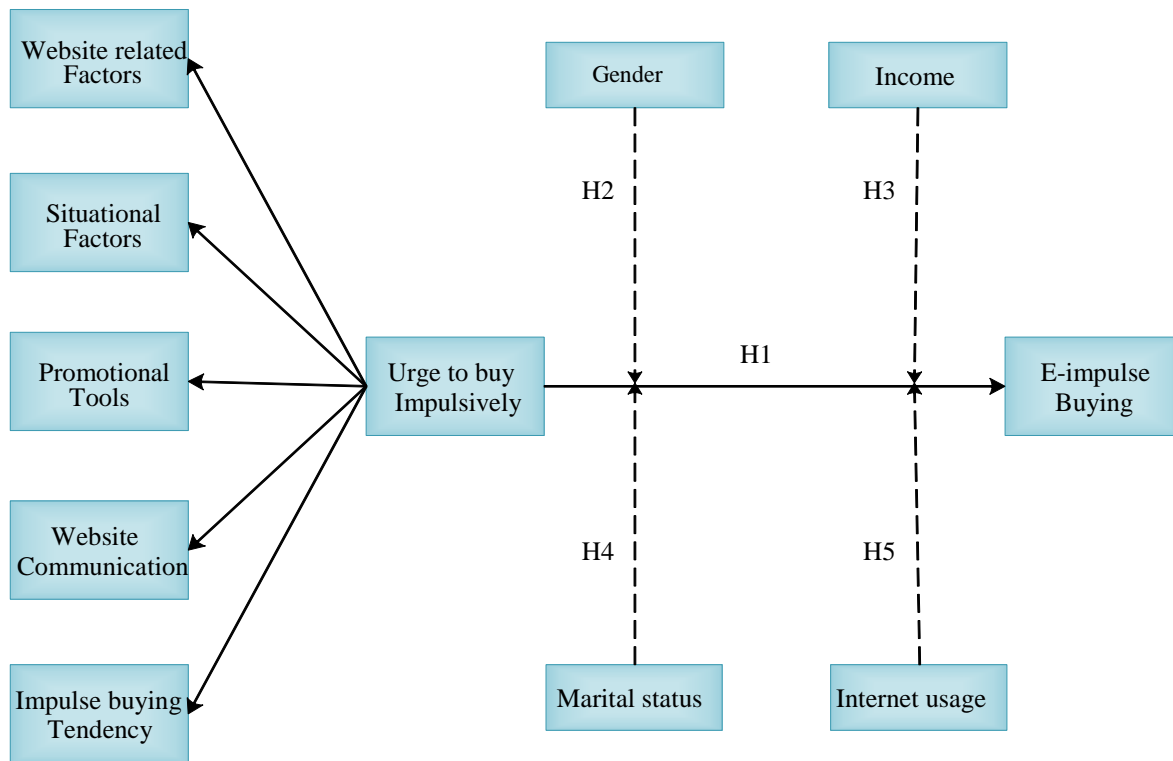 Website related
Factors
Gender
Income
H2
H3
Situational
Factors
Promotional
Tools
Urge to buy
Impulsively
H1
E-impulse
Buying
Website
Communication
H4
H5
Impulse buying
Tendency
Marital status
Internet usage